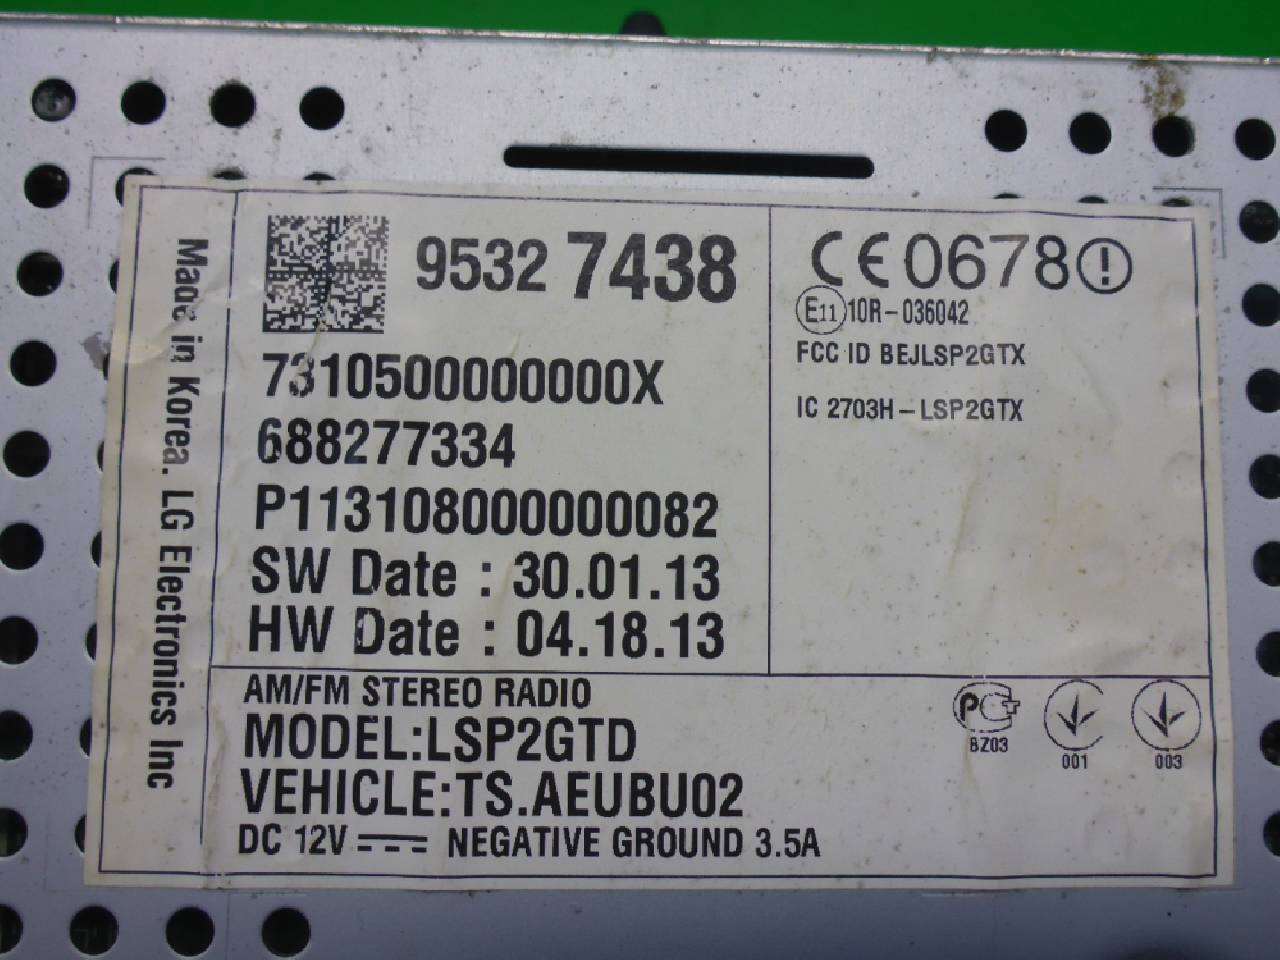 Made in Korea. LG Electronics Inc
9532 7438
7310500000000X
688277334
P113108000000082
SW Date : 30.01.13
HW Date : 04.18.13
CE0678
E11 10R-036042
FCC ID BEJLSP2GTX
IC 2703H-LSP2GTX
AM/FM STEREO RADIO
MODEL:LSP2GTD
VEHICLE:TS.AEUBU02
DC 12V NEGATIVE GROUND 3.5A
BZ03
001
003